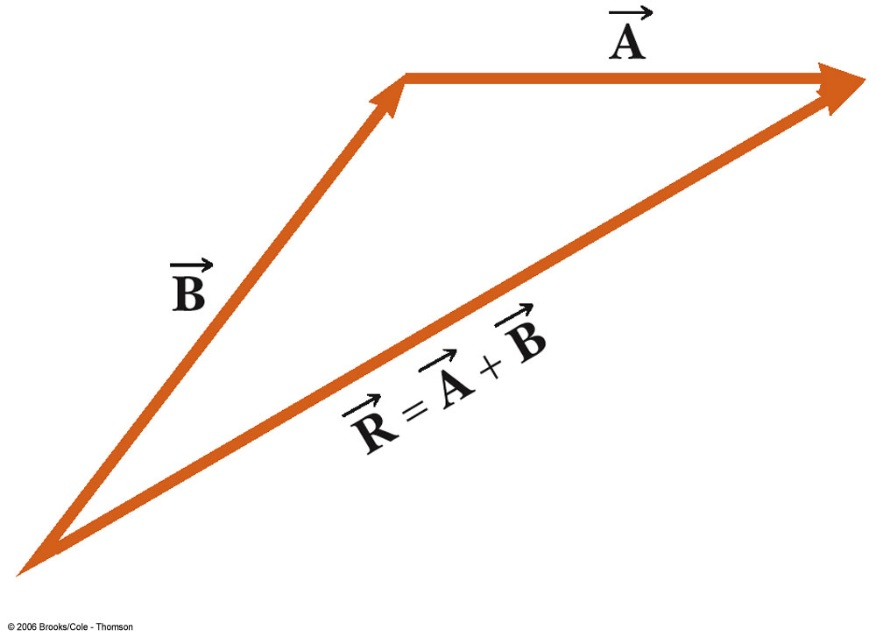 A
B
R = A + B
© 2006 Brooks/Cole - Thomson